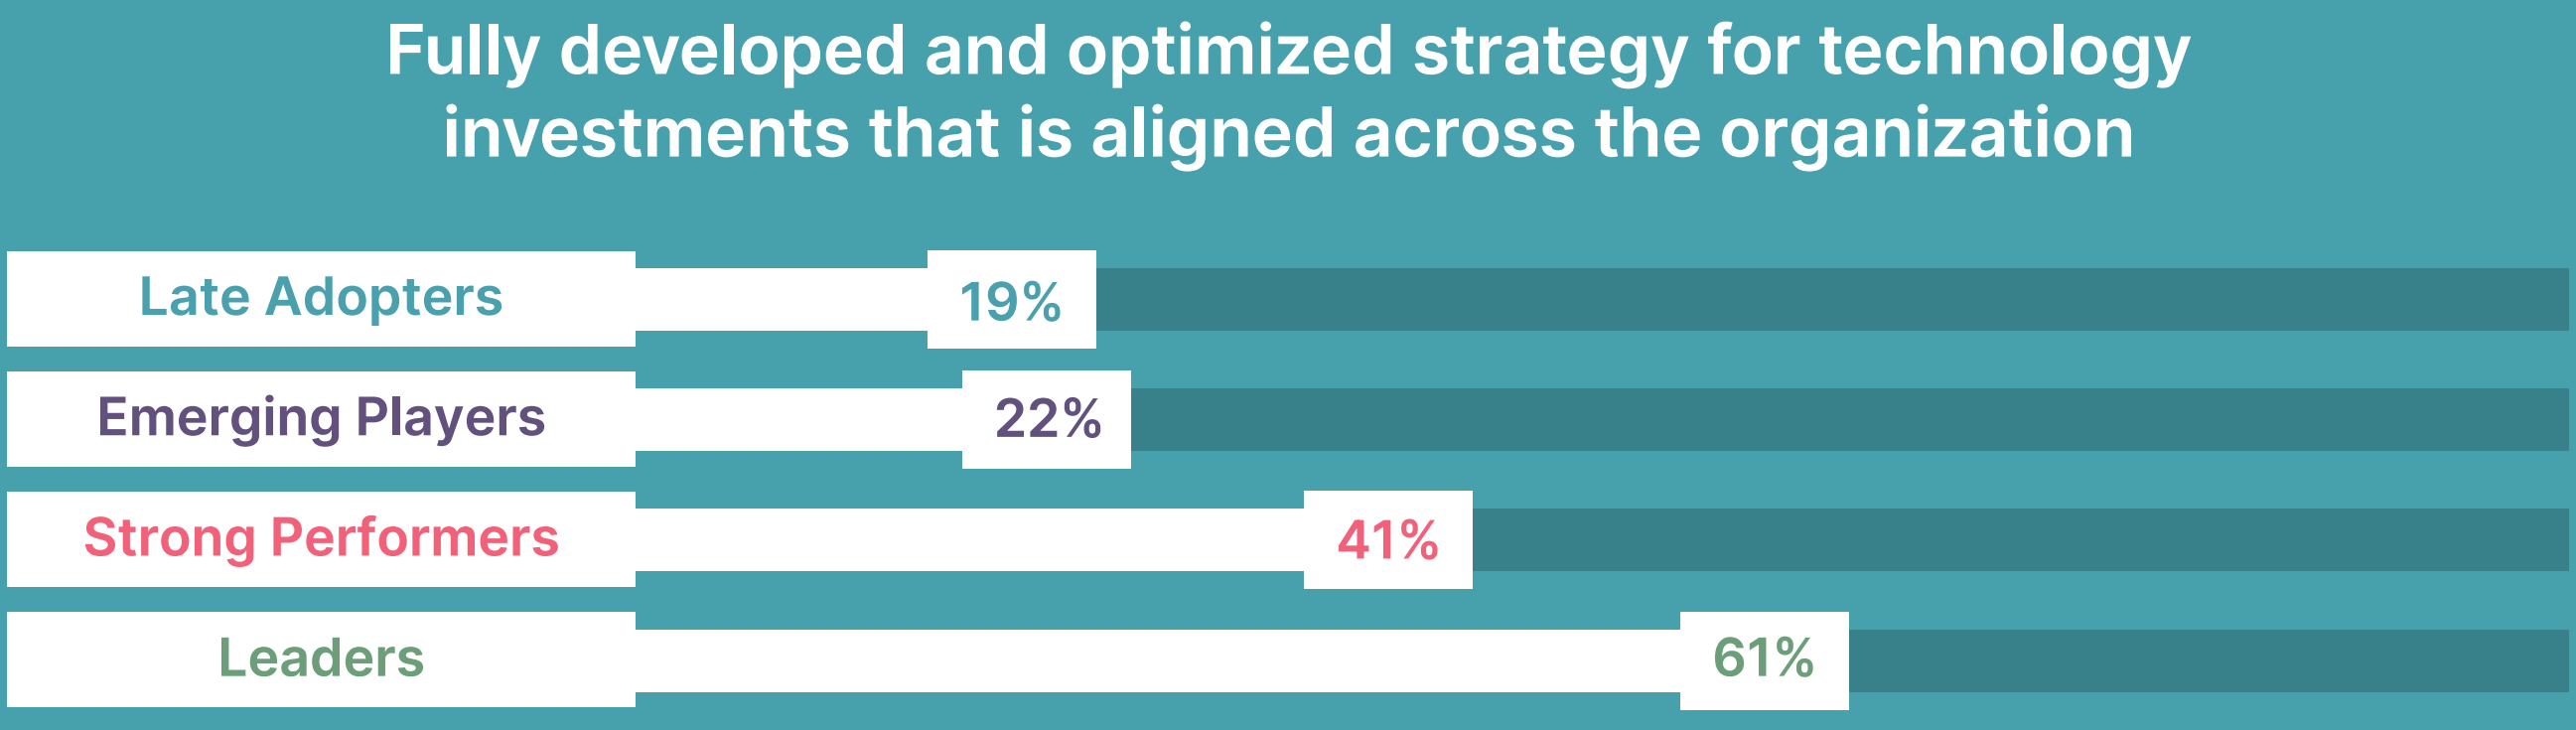 Fully developed and optimized strategy for technology
investments that is aligned across the organization
Late Adopters 19%
Emerging Players 22%
Strong Performers 41%
Leaders 61%